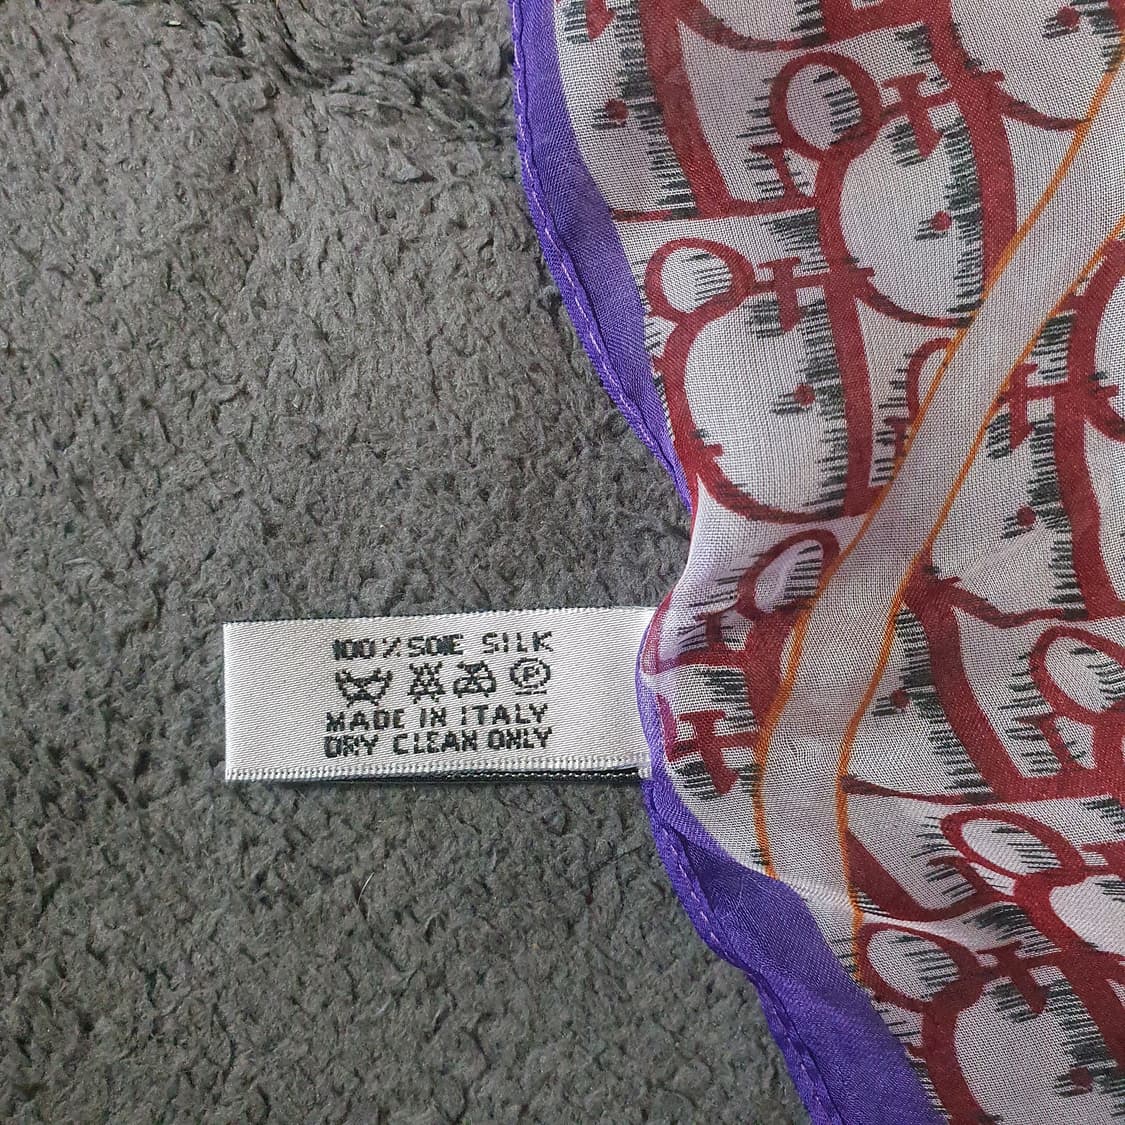 100% SOIE SILK
P
MADE IN ITALY
DRY CLEAN ONLY